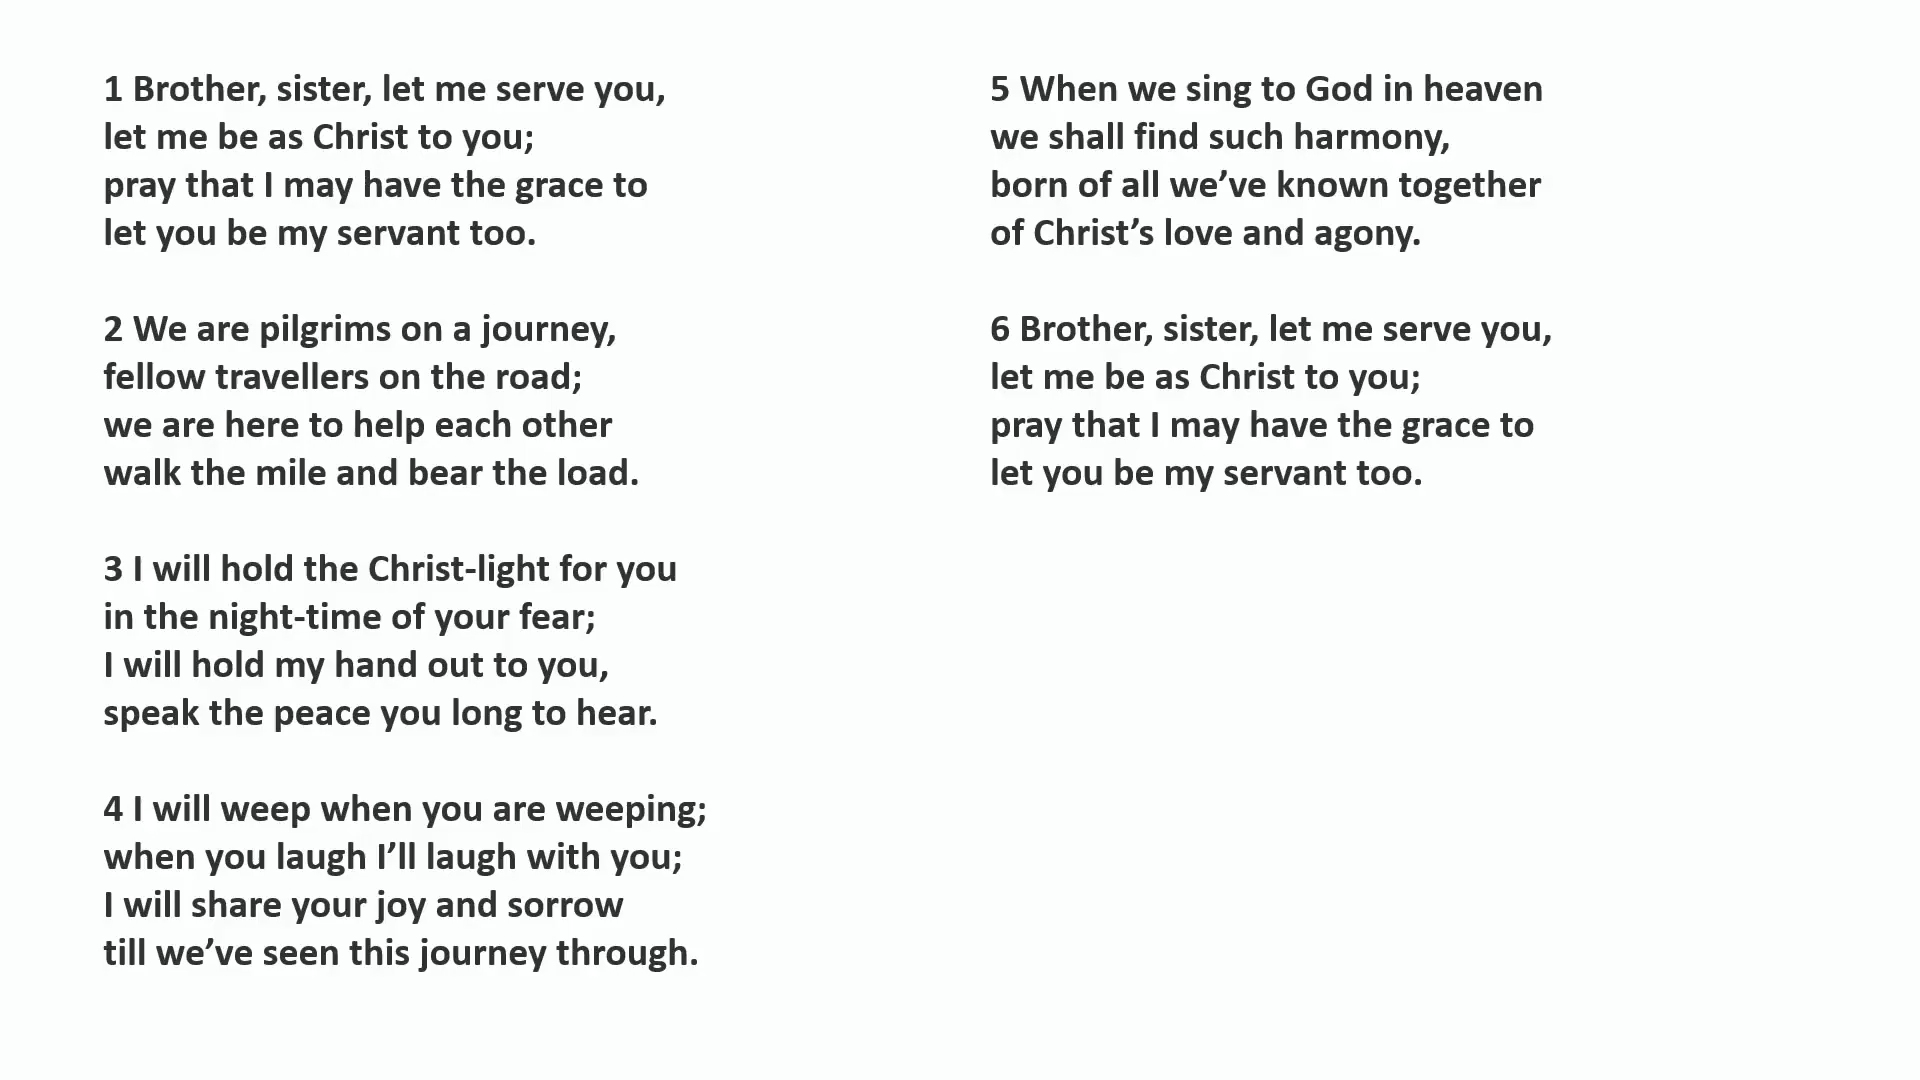 1 Brother, sister, let me serve you,
let me be as Christ to you;
pray that I may have the grace to
let you be my servant too.

2 We are pilgrims on a journey,
fellow travellers on the road;
we are here to help each other
walk the mile and bear the load.

3 I will hold the Christ-light for you
in the night-time of your fear;
I will hold my hand out to you,
speak the peace you long to hear.

4 I will weep when you are weeping;
when you laugh I’ll laugh with you;
I will share your joy and sorrow
till we’ve seen this journey through.

5 When we sing to God in heaven
we shall find such harmony,
born of all we’ve known together
of Christ’s love and agony.

6 Brother, sister, let me serve you,
let me be as Christ to you;
pray that I may have the grace to
let you be my servant too.